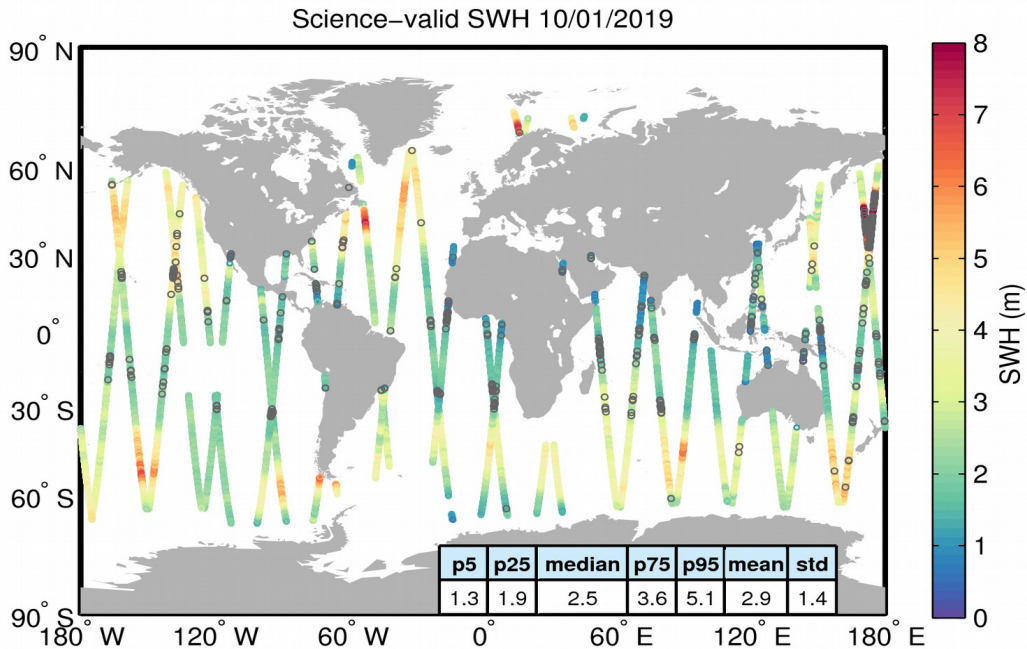 Science−valid SWH 10/01/2019
90° N
60° N
30° N
0°
30° S
60° S
90° S
180° W
120° W
60° W
0°
60° E
120° E
180° E
p5 p25 median p75 p95 mean std
1.3 1.9 2.5 3.6 5.1 2.9 1.4
8
7
6
5
4
3
2
1
0
SWH (m)